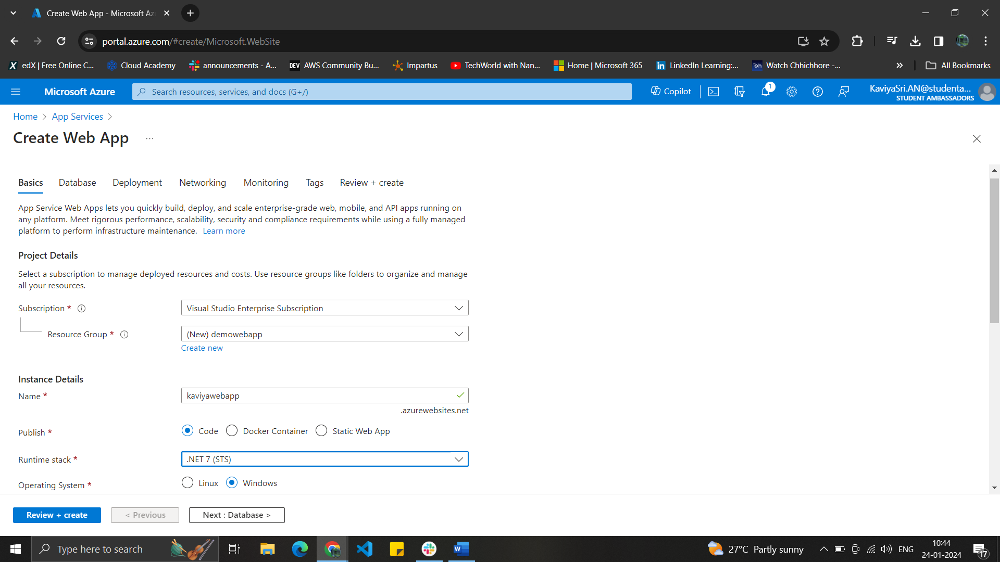 Create Web App - Microsoft Az
portal.azure.com/#create/Microsoft.WebSite
edX | Free Online C...
Cloud Academy
announcements - A...
DEV AWS Community Bu...
Impartus
TechWorld with Nan...
Home | Microsoft 365
LinkedIn Learning:...
Dh Watch Chhichhore -...
All Bookmarks
Microsoft Azure
Search resources, services, and docs (G+/)
Copilot
1
KaviyaSri.AN@studenta...
STUDENT AMBASSADORS
Home > App Services >
Create Web App ...
Basics Database Deployment Networking Monitoring Tags Review + create
App Service Web Apps lets you quickly build, deploy, and scale enterprise-grade web, mobile, and API apps running on
any platform. Meet rigorous performance, scalability, security and compliance requirements while using a fully managed
platform to perform infrastructure maintenance. Learn more
Project Details
Select a subscription to manage deployed resources and costs. Use resource groups like folders to organize and manage
all your resources.
Subscription * Visual Studio Enterprise Subscription
Resource Group * (New) demowebapp
Create new
Instance Details
Name * kaviyawebapp
.azurewebsites.net
Publish * Code Docker Container Static Web App
Runtime stack * .NET 7 (STS)
Operating System * Linux Windows
Review + create < Previous Next : Database >
Type here to search
27°C Partly sunny
ENG
10:44
24-01-2024
17